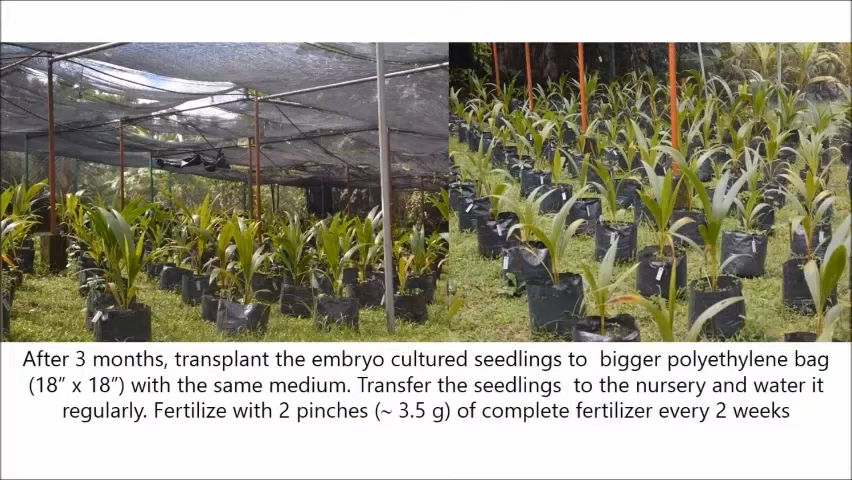 After 3 months, transplant the embryo cultured seedlings to  bigger polyethylene bag
(18” x 18”) with the same medium. Transfer the seedlings  to the nursery and water it
regularly. Fertilize with 2 pinches (~ 3.5 g) of complete fertilizer every 2 weeks